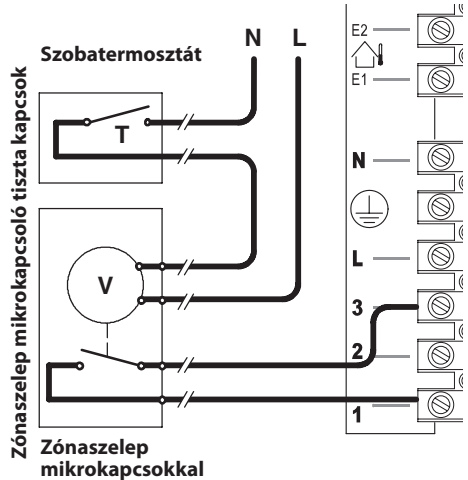 Szobatermosztát
N
L
E2
E1
T
N
L
V
3
2
1
Zónaszelep mikrokapcsoló tiszta kapcsok
Zónaszelep
mikrokapcsokkal